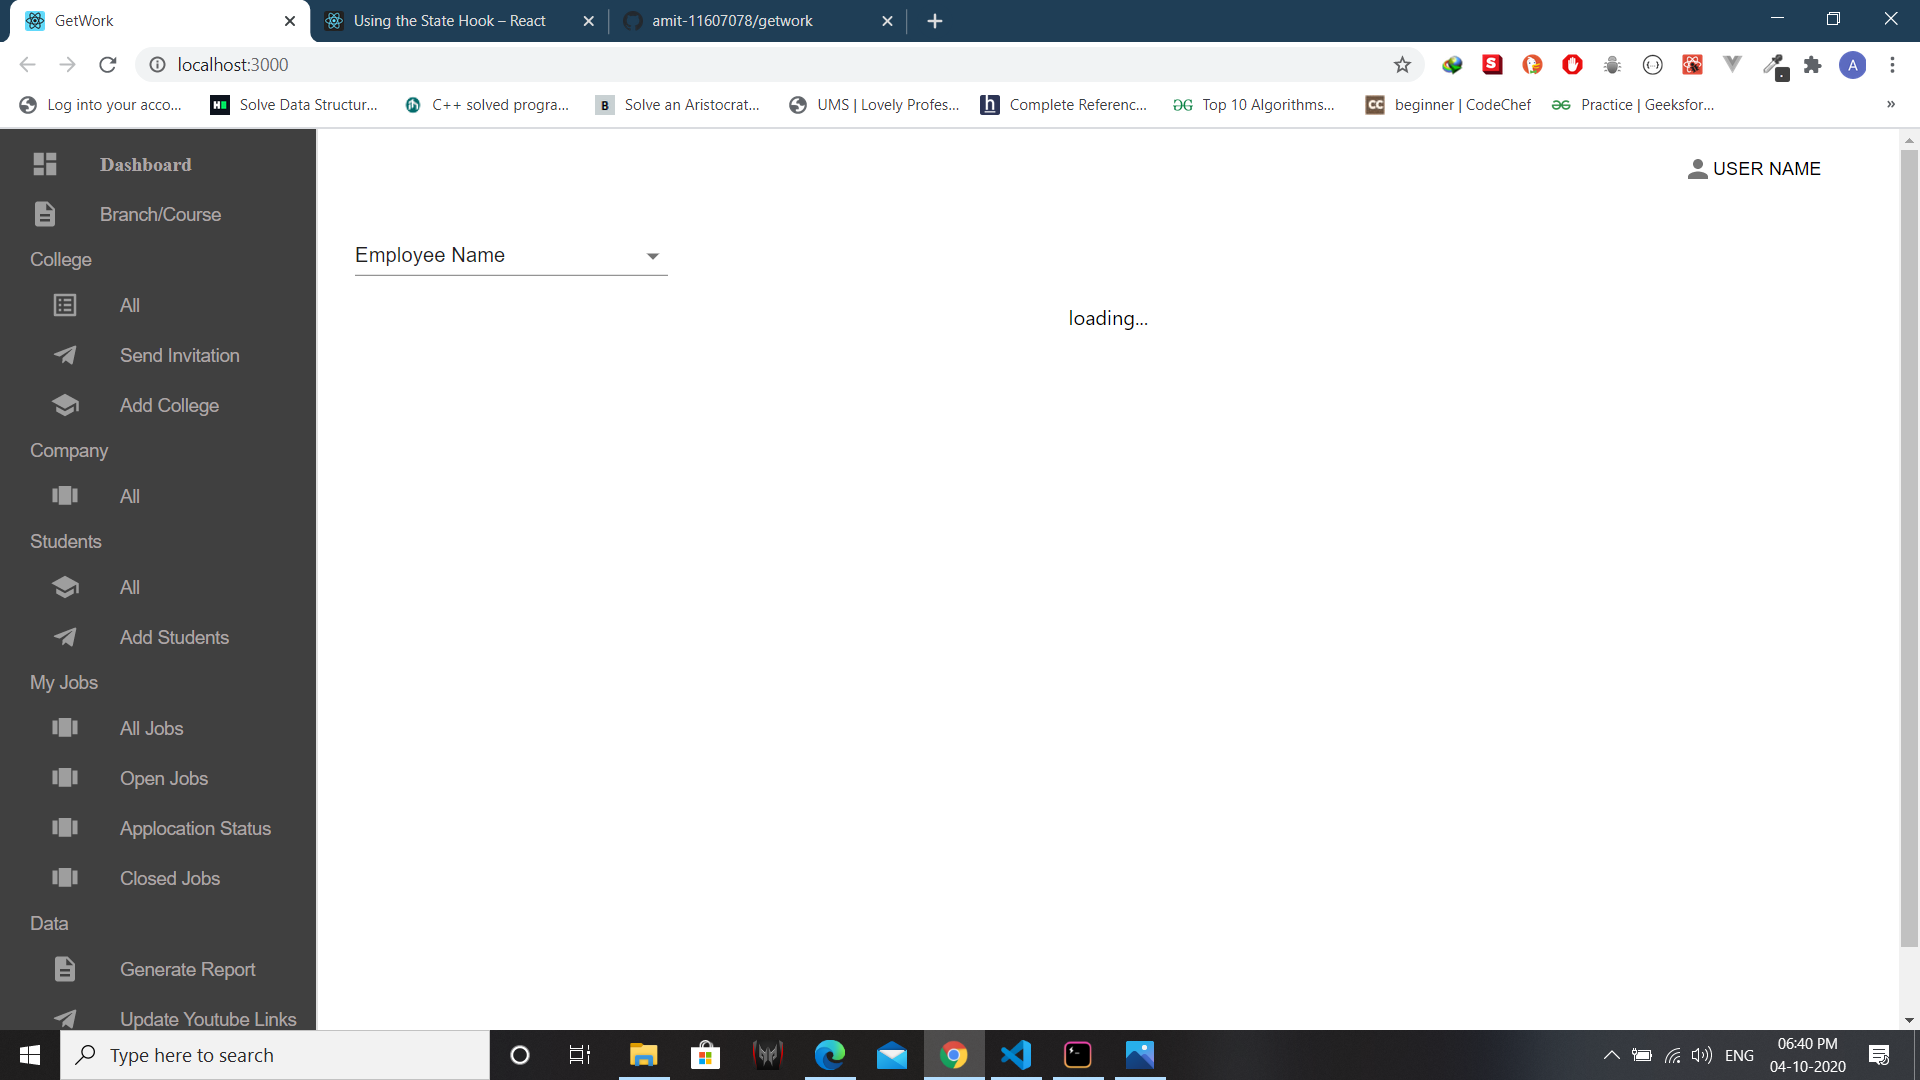 GetWork
Using the State Hook – React
amit-11607078/getwork
localhost:3000
A
Log into your acco...
Solve Data Structur...
C++ solved progra...
Solve an Aristocrat...
UMS | Lovely Profes...
Complete Referenc...
Top 10 Algorithms...
beginner | CodeChef
Practice | Geeksfor...
»
Dashboard
USER NAME
Branch/Course
Employee Name
College
All
loading...
Send Invitation
Add College
Company
All
Students
All
Add Students
My Jobs
All Jobs
Open Jobs
Applocation Status
Closed Jobs
Data
Generate Report
Update Youtube Links
Type here to search
ENG
06:40 PM
04-10-2020